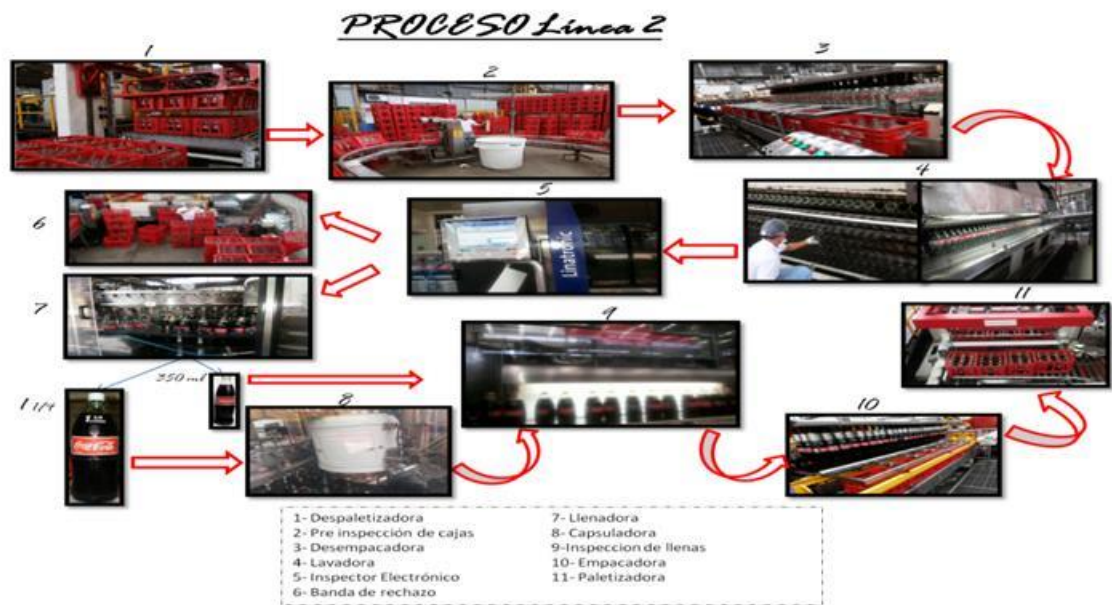 PROCESO Línea 2
1
2
3
4
5
6
7
8
9
10
11
Linatronic
350 ml
1 1/4
Coca-Cola
1- Despaletizadora
2- Pre inspección de cajas
3- Desempacadora
4- Lavadora
5- Inspector Electrónico
6- Banda de rechazo
7- Llenadora
8- Capsuladora
9-Inspeccion de llenas
10- Empacadora
11- Paletizadora